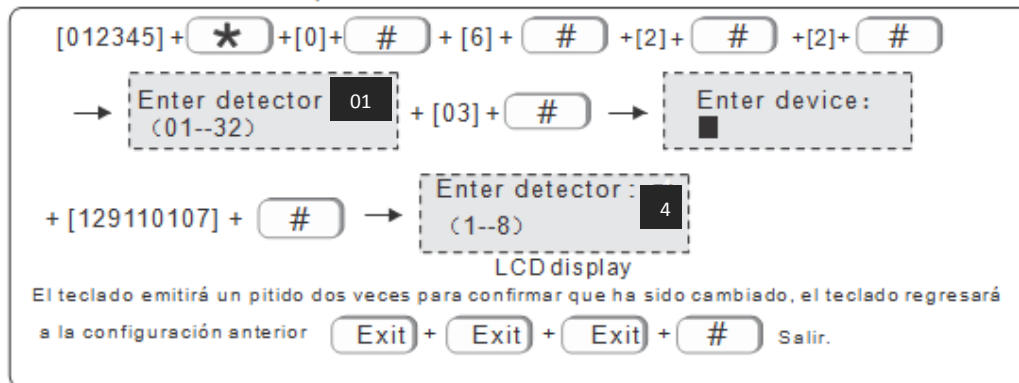 [012345] + * +[0]+ # + [6] + # +[2]+ # +[2]+ #
→ Enter detector 01 + [03] + # → Enter device:
(01--32)
+ [129110107] + # → Enter detector: 4
(1--8)
LCD display
El teclado emitirá un pitido dos veces para confirmar que ha sido cambiado, el teclado regresará
a la configuración anterior Exit + Exit + Exit + # Salir.